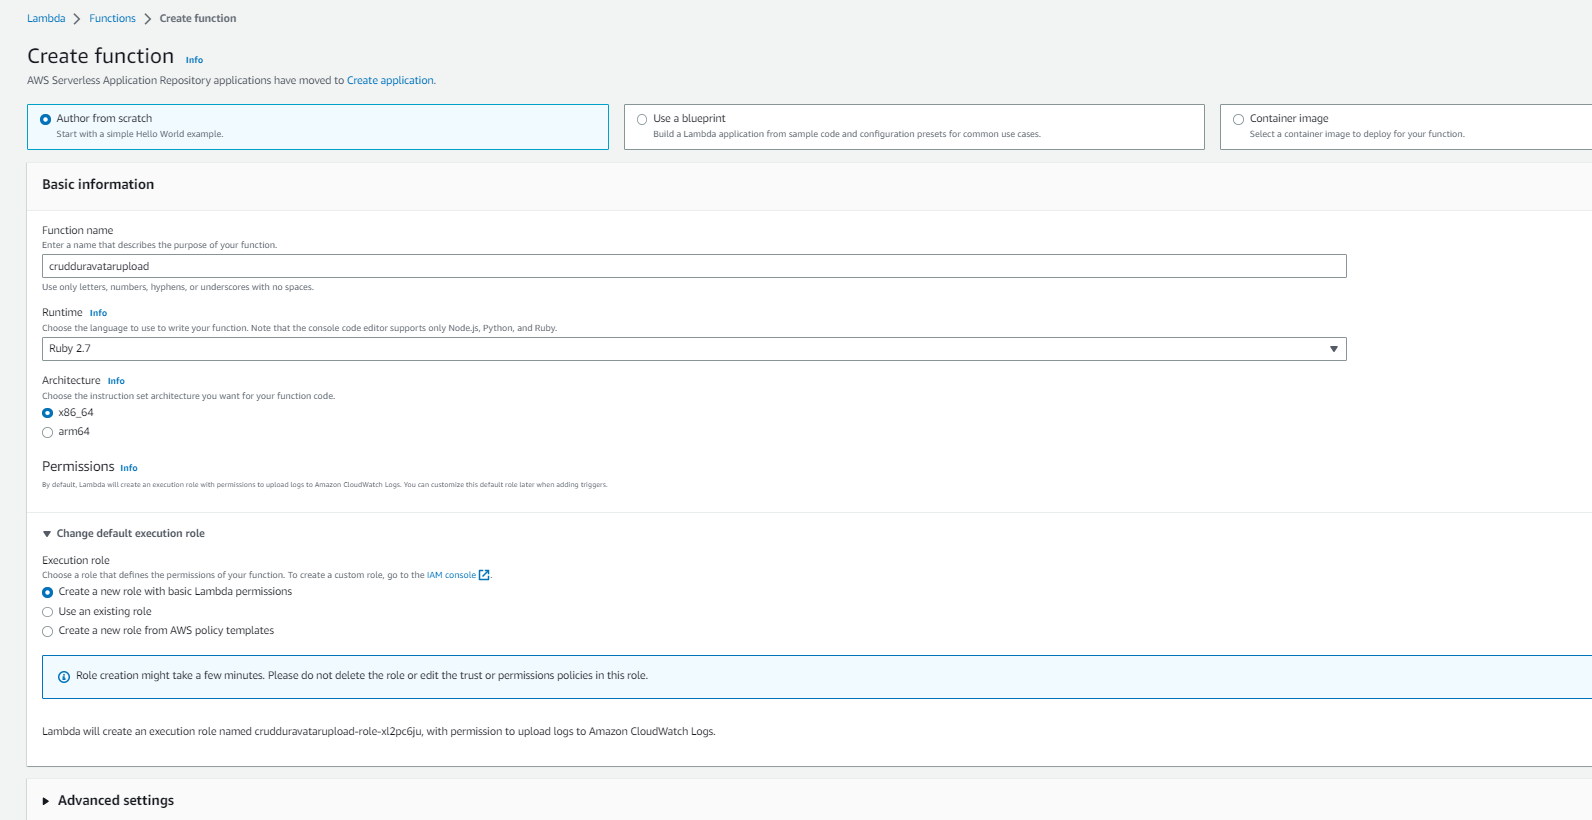 Lambda > Functions > Create function
Create function Info
AWS Serverless Application Repository applications have moved to Create application.
Author from scratch
Start with a simple Hello World example.
Use a blueprint
Build a Lambda application from sample code and configuration presets for common use cases.
Container image
Select a container image to deploy for your function.
Basic information
Function name
Enter a name that describes the purpose of your function.
crudduravatarupload
Use only letters, numbers, hyphens, or underscores with no spaces.
Runtime Info
Choose the language to use to write your function. Note that the console code editor supports only Node.js, Python, and Ruby.
Ruby 2.7
Architecture Info
Choose the instruction set architecture you want for your function code.
x86_64
arm64
Permissions Info
By default, Lambda will create an execution role with permissions to upload logs to Amazon CloudWatch Logs. You can customize this default role later when adding triggers.
Change default execution role
Execution role
Choose a role that defines the permissions of your function. To create a custom role, go to the IAM console.
Create a new role with basic Lambda permissions
Use an existing role
Create a new role from AWS policy templates
Role creation might take a few minutes. Please do not delete the role or edit the trust or permissions policies in this role.
Lambda will create an execution role named crudduravatarupload-role-xl2pc6ju, with permission to upload logs to Amazon CloudWatch Logs.
Advanced settings